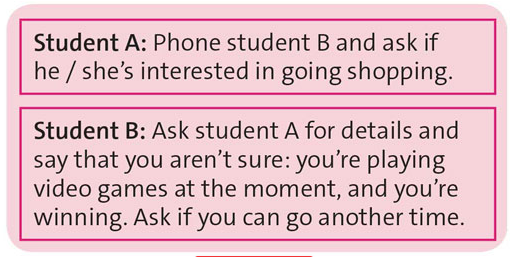 Student A: Phone student B and ask if
he / she’s interested in going shopping.
Student B: Ask student A for details and
say that you aren’t sure: you’re playing
video games at the moment, and you’re
winning. Ask if you can go another time.